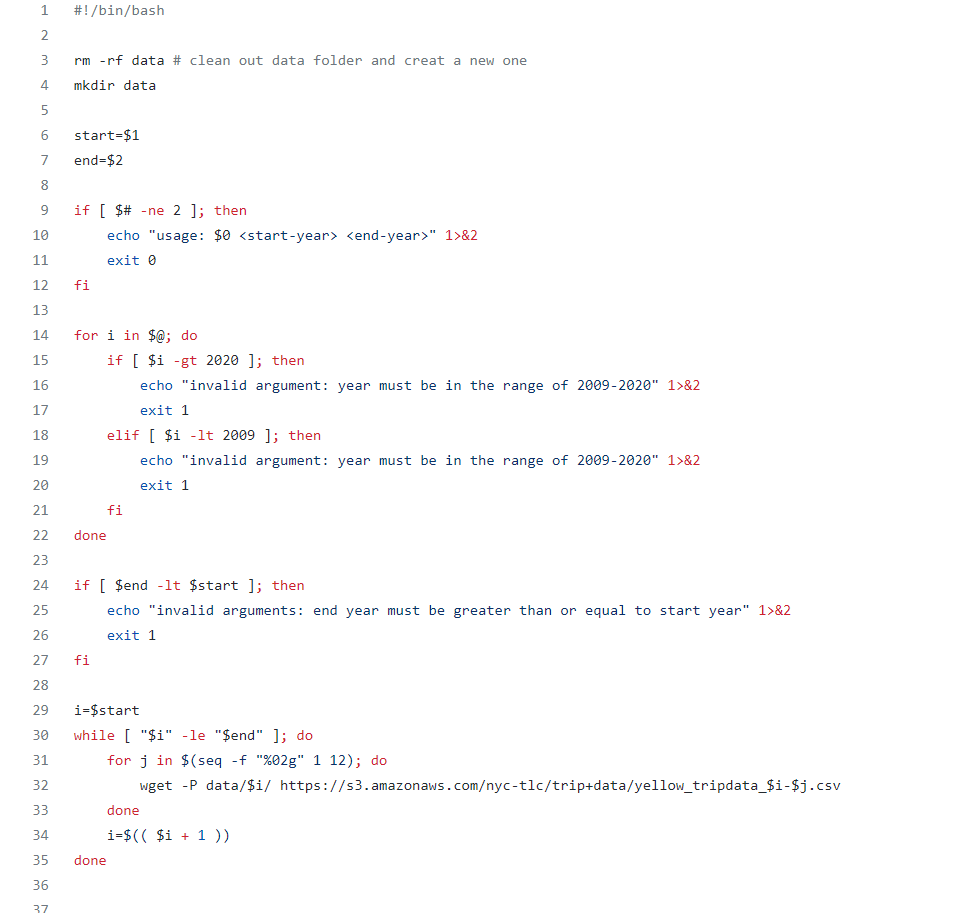 1 #!/bin/bash
2
3 rm -rf data # clean out data folder and creat a new one
4 mkdir data
5
6 start=$1
7 end=$2
8
9 if [ $# -ne 2 ]; then
10     echo "usage: $0 <start-year> <end-year>" 1>&2
11     exit 0
12 fi
13
14 for i in $@; do
15     if [ $i -gt 2020 ]; then
16         echo "invalid argument: year must be in the range of 2009-2020" 1>&2
17         exit 1
18     elif [ $i -lt 2009 ]; then
19         echo "invalid argument: year must be in the range of 2009-2020" 1>&2
20         exit 1
21     fi
22 done
23
24 if [ $end -lt $start ]; then
25     echo "invalid arguments: end year must be greater than or equal to start year" 1>&2
26     exit 1
27 fi
28
29 i=$start
30 while [ "$i" -le "$end" ]; do
31     for j in $(seq -f "%02g" 1 12); do
32         wget -P data/$i/ https://s3.amazonaws.com/nyc-tlc/trip+data/yellow_tripdata_$i-$j.csv
33     done
34     i=$(( $i + 1 ))
35 done
36
37